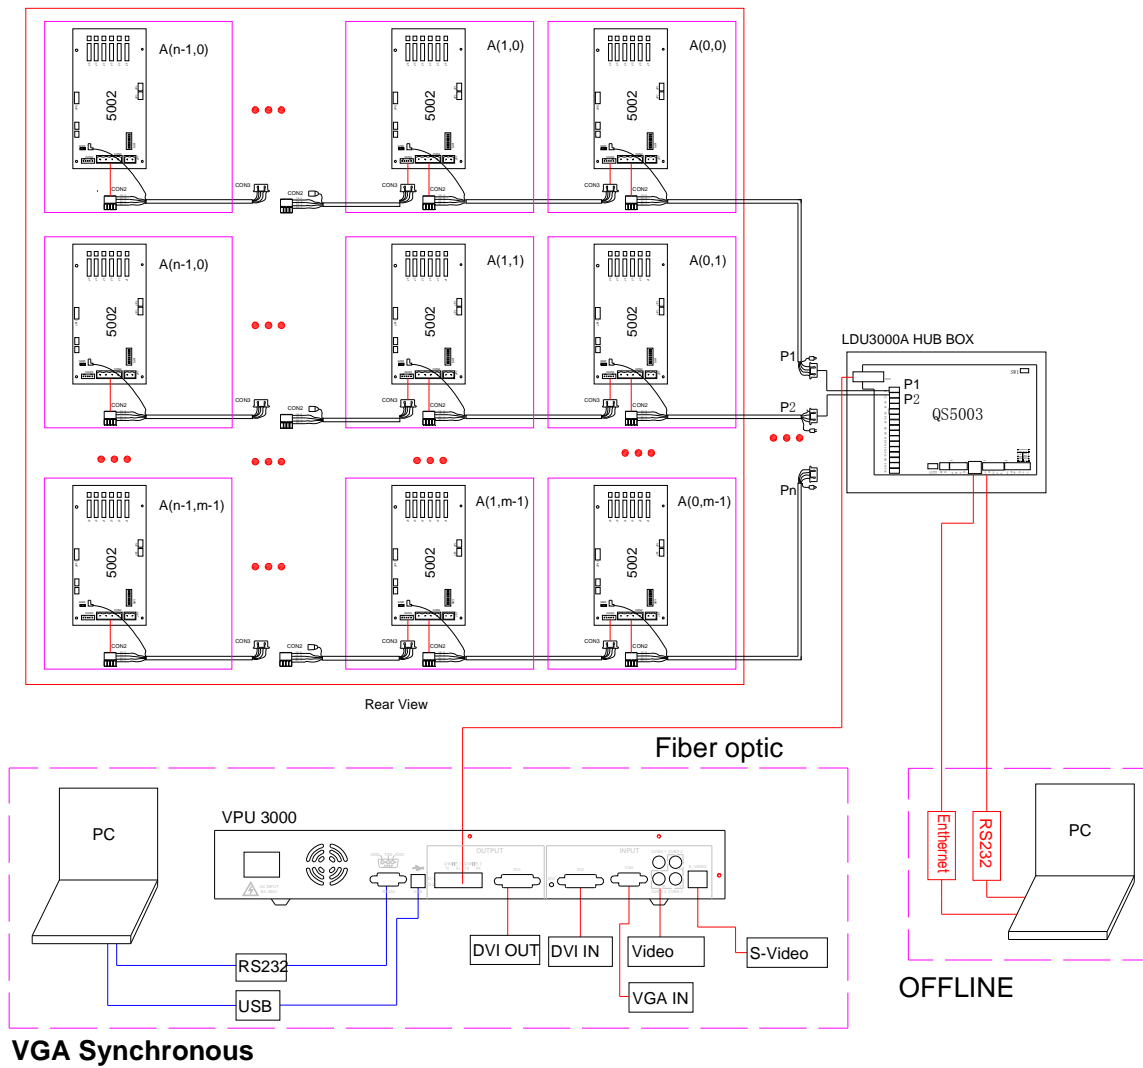 A(n-1,0)
A(1,0)
A(0,0)
5002
5002
5002
CON2
CON3
CON2
CON3
CON2
CON3
CON2
A(n-1,0)
A(1,1)
A(0,1)
5002
5002
5002
CON2
CON3
CON2
CON3
CON2
CON3
CON2
P1
P2
Pn
LDU3000A HUB BOX
SW1
P1
P2
QS5003
A(n-1,m-1)
A(1,m-1)
A(0,m-1)
5002
5002
5002
CON2
CON3
CON2
CON3
CON2
CON3
CON2
Rear View
Fiber optic
PC
VPU 3000
OUTPUT
INPUT
AC INPUT
S-VIDEO
RS232
USB
DVI OUT
DVI IN
Video
VGA IN
S-Video
VGA Synchronous
Enthernet
RS232
PC
OFFLINE